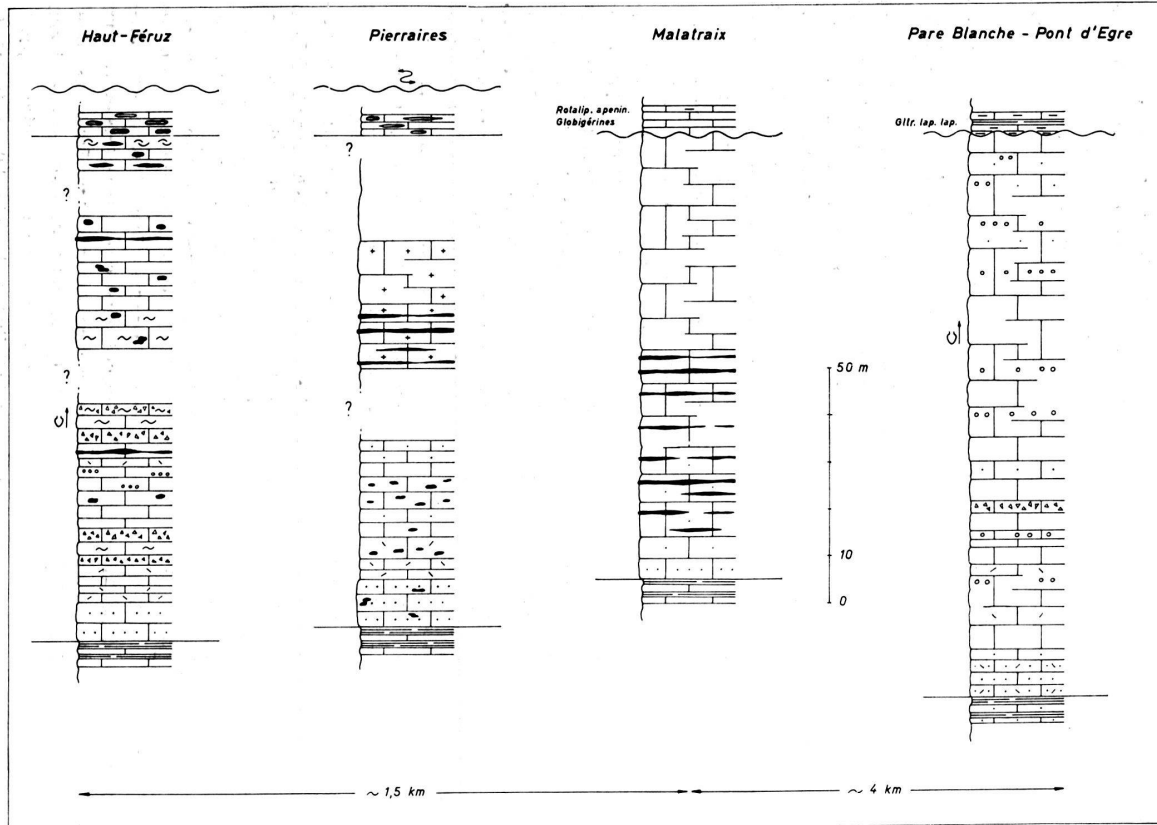 Haut-Féruz
Pierraires
Malatraix
Pare Blanche - Pont d'Egre
Rotalip. apenin.
Globigérines
Gltr. lap. lap.
?
?
?
?
50 m
10
0
~ 1,5 km
~ 4 km